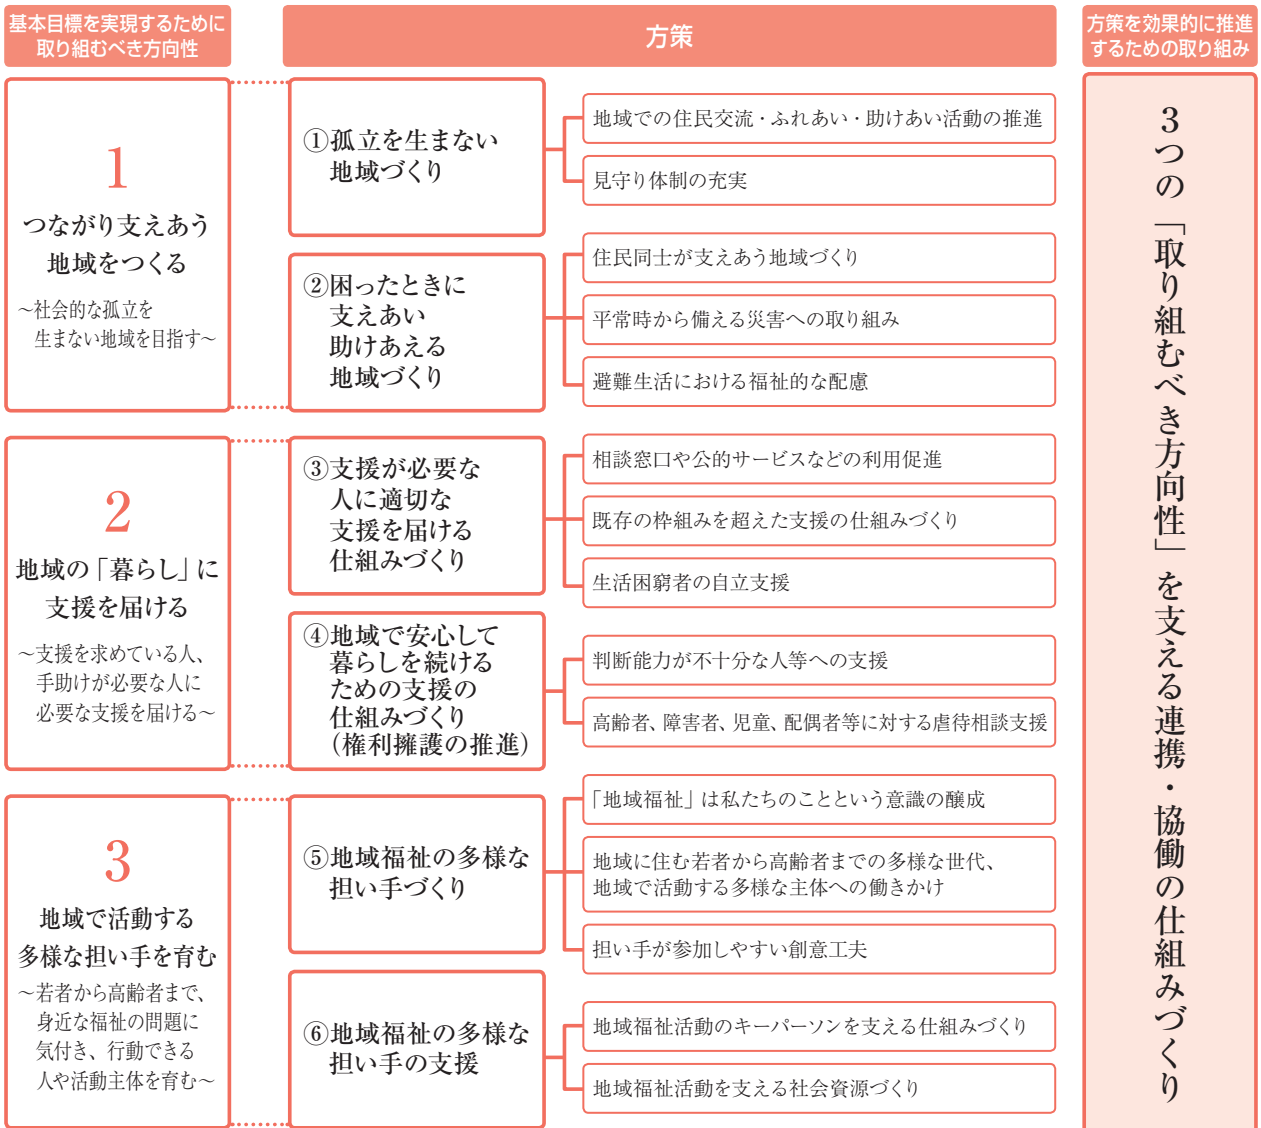 基本目標を実現するために
取り組むべき方向性
方策
方策を効果的に推進
するための取り組み
1
つながり支えあう
地域をつくる
～社会的な孤立を
生まない地域を目指す～
①孤立を生まない
地域づくり
地域での住民交流・ふれあい・助けあい活動の推進
見守り体制の充実
②困ったときに
支えあい
助けあえる
地域づくり
住民同士が支えあう地域づくり
平常時から備える災害への取り組み
避難生活における福祉的な配慮
2
地域の「暮らし」に
支援を届ける
～支援を求めている人、
手助けが必要な人に
必要な支援を届ける～
③支援が必要な
人に適切な
支援を届ける
仕組みづくり
相談窓口や公的サービスなどの利用促進
既存の枠組みを超えた支援の仕組みづくり
生活困窮者の自立支援
④地域で安心して
暮らしを続ける
ための支援の
仕組みづくり
（権利擁護の推進）
判断能力が不十分な人等への支援
高齢者、障害者、児童、配偶者等に対する虐待相談支援
3
地域で活動する
多様な担い手を育む
～若者から高齢者まで、
身近な福祉の問題に
気付き、行動できる
人や活動主体を育む～
⑤地域福祉の多様な
担い手づくり
「地域福祉」は私たちのことという意識の醸成
地域に住む若者から高齢者までの多様な世代、
地域で活動する多様な主体への働きかけ
担い手が参加しやすい創意工夫
⑥地域福祉の多様な
担い手の支援
地域福祉活動のキーパーソンを支える仕組みづくり
地域福祉活動を支える社会資源づくり
3つの「取り組むべき方向性」を支える連携・協働の仕組みづくり